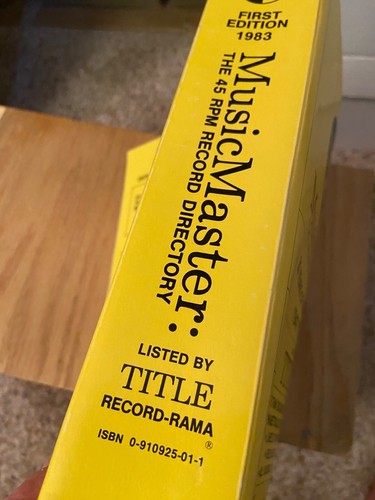 FIRST
EDITION
1983
MusicMaster:
THE 45 RPM RECORD DIRECTORY
LISTED BY
TITLE
RECORD-RAMA
®
ISBN 0-910925-01-1